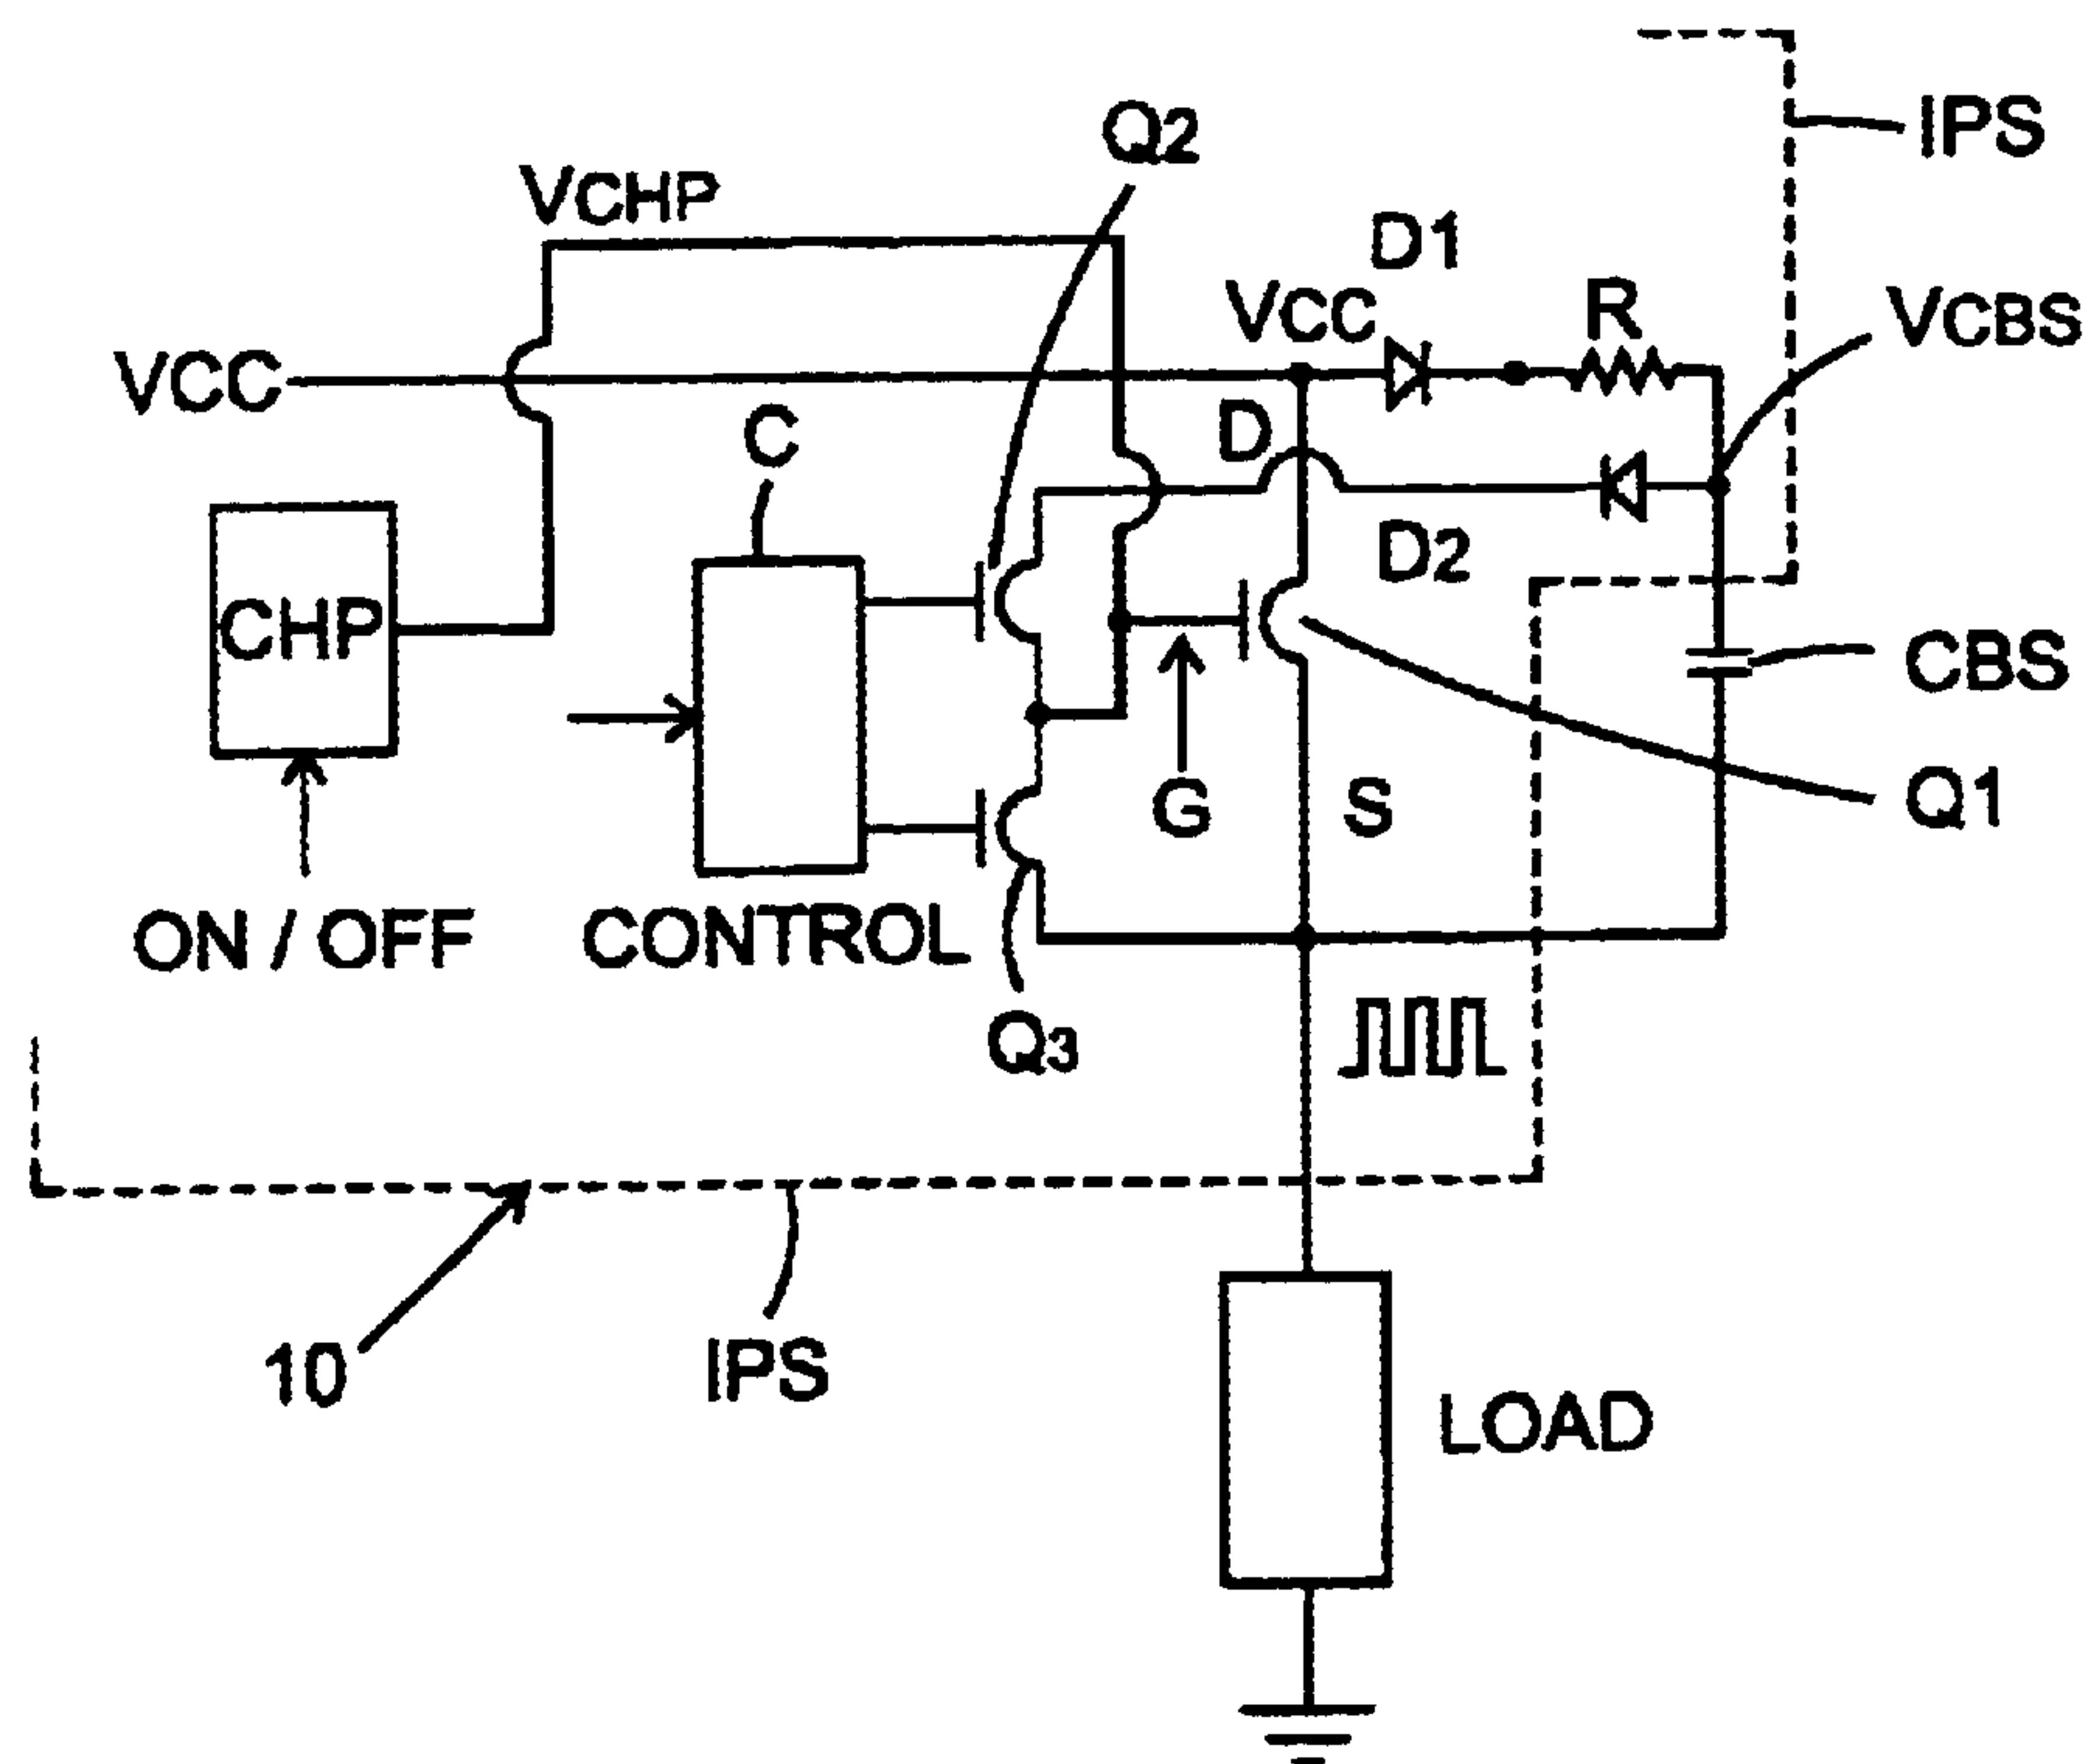 IPS
Q2
VCHP
D1
VCC
R
VCBS
VCC
C
D
D2
CHP
CBS
G
S
Q1
ON / OFF
CONTROL
Q3
10
IPS
LOAD